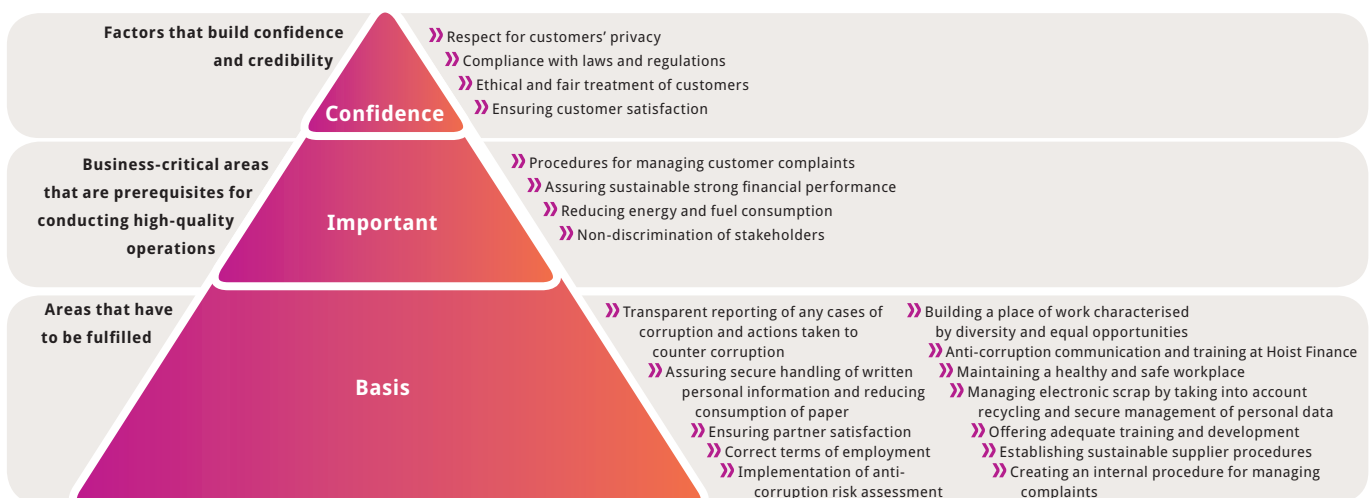 Factors that build confidence
and credibility
Confidence
» Respect for customers’ privacy
» Compliance with laws and regulations
» Ethical and fair treatment of customers
» Ensuring customer satisfaction
Business-critical areas
that are prerequisites for
conducting high-quality
operations
Important
» Procedures for managing customer complaints
» Assuring sustainable strong financial performance
» Reducing energy and fuel consumption
» Non-discrimination of stakeholders
Areas that have
to be fulfilled
Basis
» Transparent reporting of any cases of
corruption and actions taken to
counter corruption
» Assuring secure handling of written
personal information and reducing
consumption of paper
» Ensuring partner satisfaction
» Correct terms of employment
» Implementation of anti-
corruption risk assessment
» Building a place of work characterised
by diversity and equal opportunities
» Anti-corruption communication and training at Hoist Finance
» Maintaining a healthy and safe workplace
» Managing electronic scrap by taking into account
recycling and secure management of personal data
» Offering adequate training and development
» Establishing sustainable supplier procedures
» Creating an internal procedure for managing
complaints